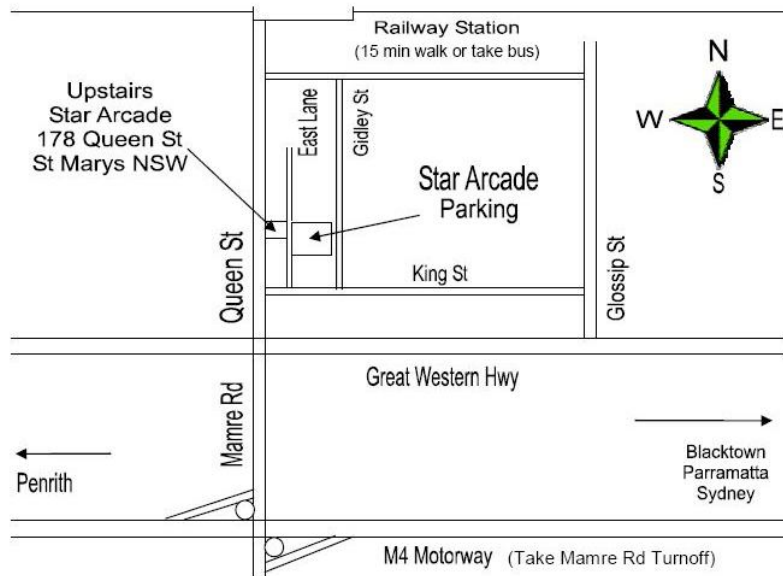 Railway Station
(15 min walk or take bus)
Upstairs
Star Arcade
178 Queen St
St Marys NSW
East Lane
Gidley St
N
W
E
S
Star Arcade
Parking
Queen St
King St
Glossip St
Great Western Hwy
Mamre Rd
Penrith
Blacktown
Parramatta
Sydney
M4 Motorway (Take Mamre Rd Turnoff)